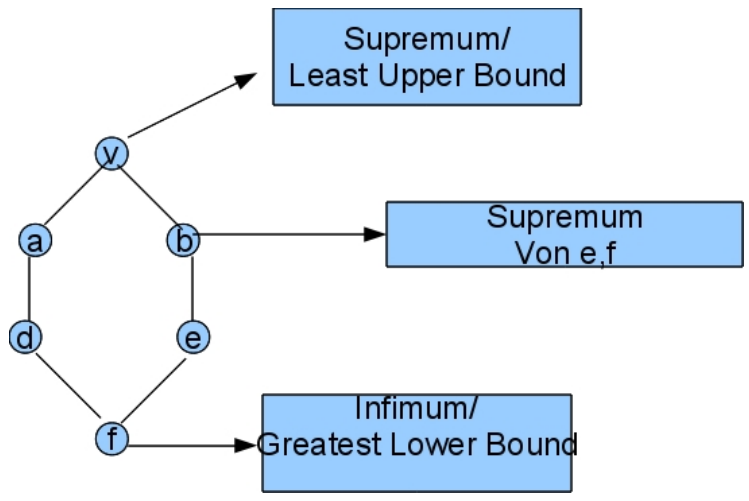 Supremum/
Least Upper Bound
v
a
b
Supremum
Von e,f
d
e
f
Infimum/
Greatest Lower Bound